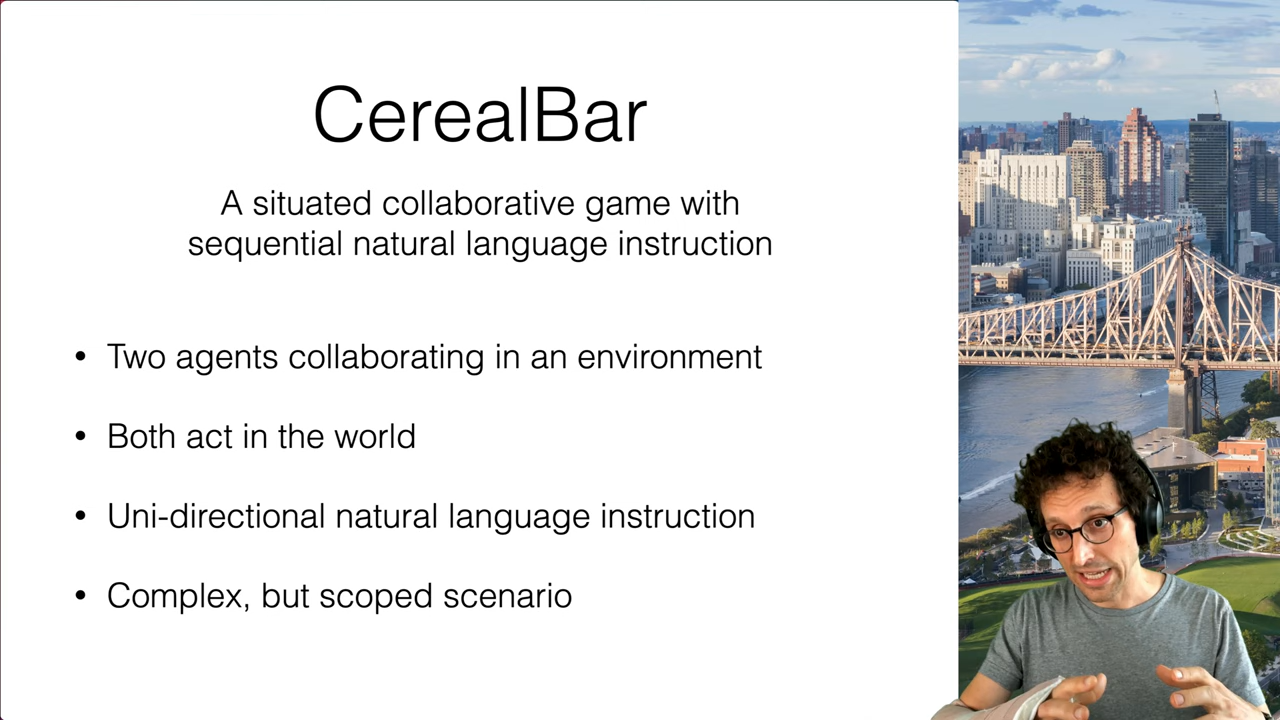 CerealBar
A situated collaborative game with
sequential natural language instruction
• Two agents collaborating in an environment
• Both act in the world
• Uni-directional natural language instruction
• Complex, but scoped scenario